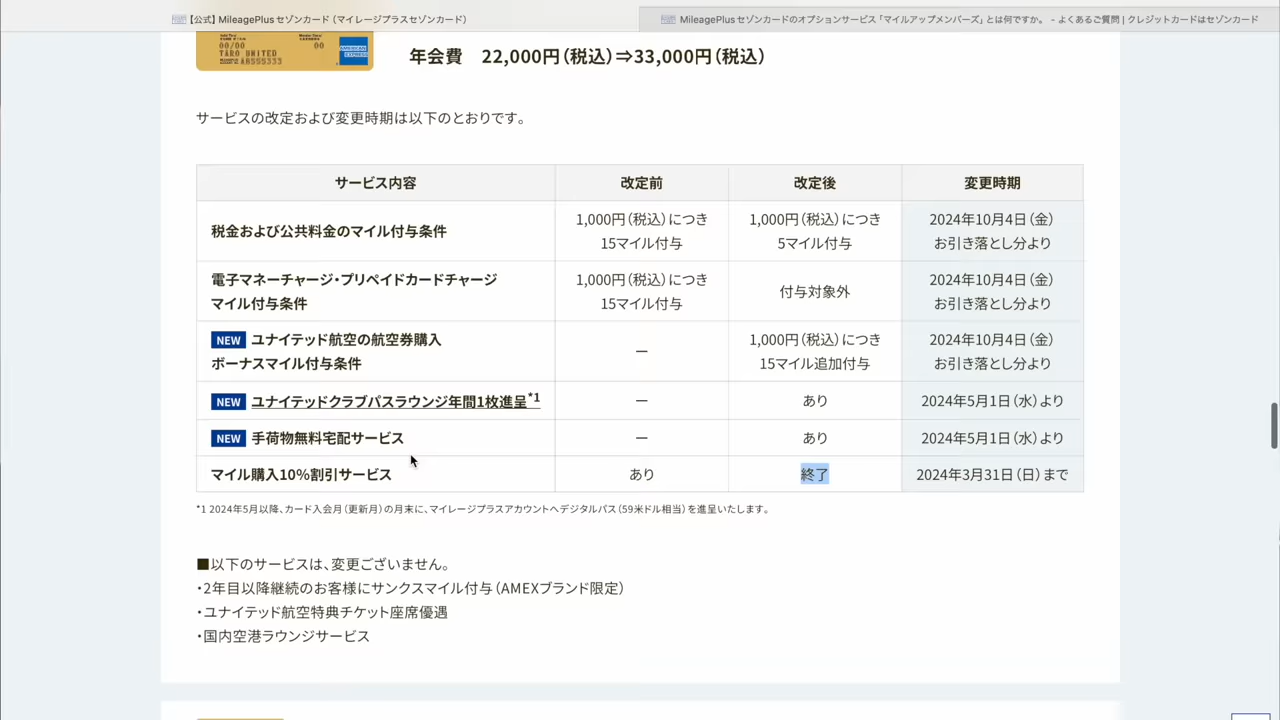 【公式】MileagePlusセゾンカード（マイレージプラスセゾンカード）
MileagePlusセゾンカードのオプションサービス「マイルアップメンバーズ」とは何ですか。 - よくあるご質問 | クレジットカードはセゾンカード
00/00 00
TARO UNITED
AMERICAN EXPRESS
年会費 22,000円（税込）⇒33,000円（税込）
サービスの改定および変更時期は以下のとおりです。
サービス内容 改定前 改定後 変更時期
税金および公共料金のマイル付与条件 1,000円（税込）につき 15マイル付与 1,000円（税込）につき 5マイル付与 2024年10月4日（金） お引き落とし分より
電子マネーチャージ・プリペイドカードチャージ マイル付与条件 1,000円（税込）につき 15マイル付与 付与対象外 2024年10月4日（金） お引き落とし分より
NEW ユナイテッド航空の航空券購入 ボーナスマイル付与条件 ー 1,000円（税込）につき 15マイル追加付与 2024年10月4日（金） お引き落とし分より
NEW ユナイテッドクラブパスラウンジ年間1枚進呈*1 ー あり 2024年5月1日（水）より
NEW 手荷物無料宅配サービス ー あり 2024年5月1日（水）より
マイル購入10%割引サービス あり 終了 2024年3月31日（日）まで
*1 2024年5月以降、カード入会月（更新月）の月末に、マイレージプラスアカウントへデジタルパス（59米ドル相当）を進呈いたします。
■以下のサービスは、変更ございません。
・2年目以降継続のお客様にサンクスマイル付与（AMEXブランド限定）
・ユナイテッド航空特典チケット座席優遇
・国内空港ラウンジサービス